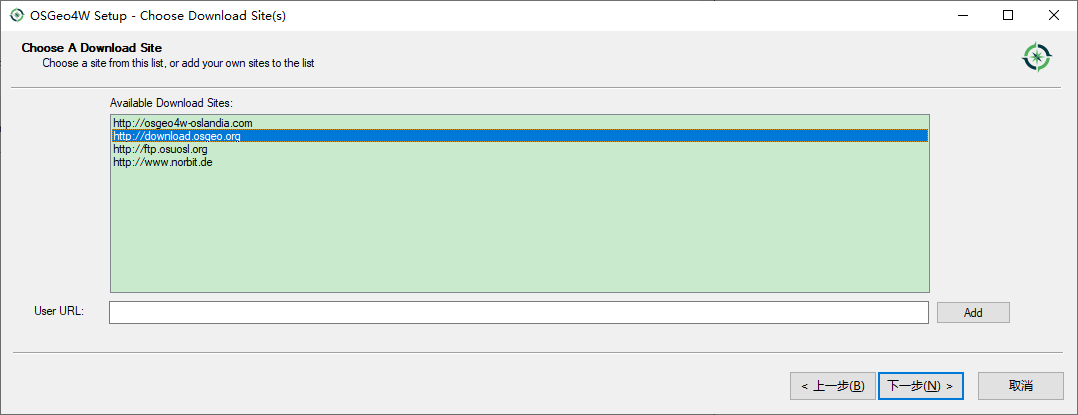 OSGeo4W Setup - Choose Download Site(s)
Choose A Download Site
Choose a site from this list, or add your own sites to the list
Available Download Sites:
http://osgeo4w-oslandia.com
http://download.osgeo.org
http://ftp.osuosl.org
http://www.norbit.de
User URL:
Add
< 上一步(B)
下一步(N) >
取消